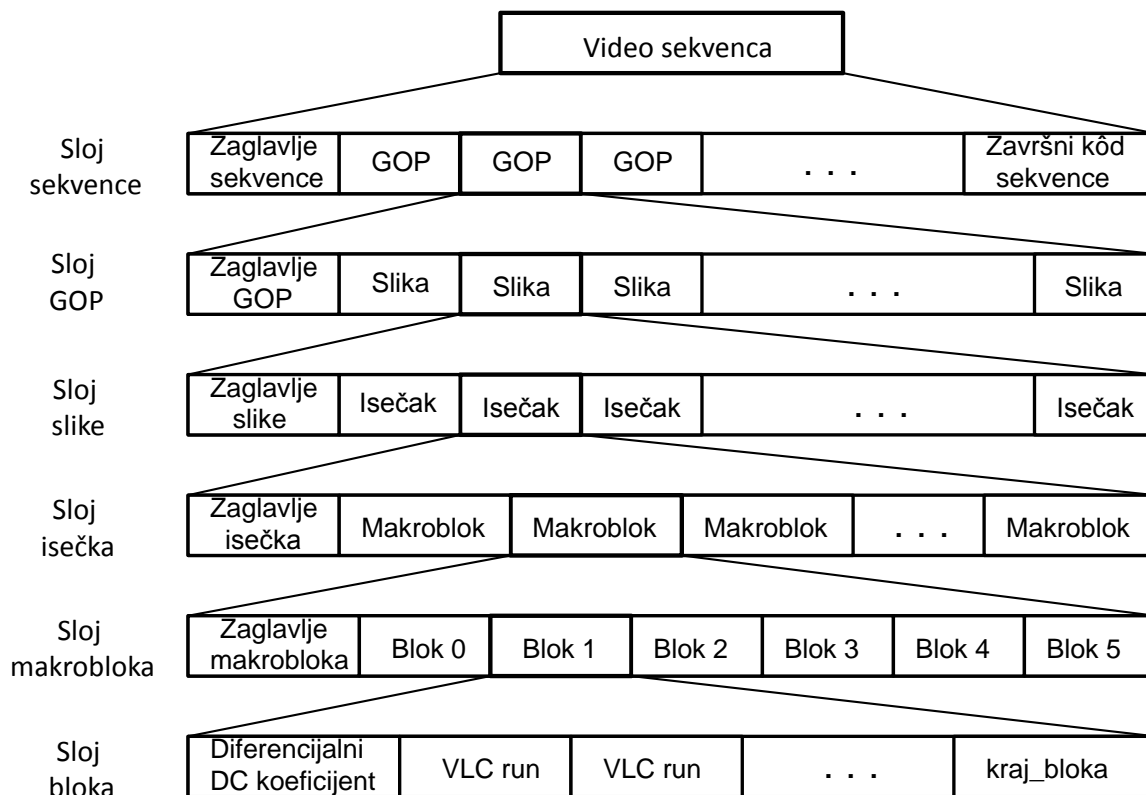 Video sekvenca
Sloj
sekvence
Zaglavlje
sekvence
GOP
GOP
GOP
. . .
Završni kôd
sekvence
Sloj
GOP
Zaglavlje
GOP
Slika
Slika
Slika
. . .
Slika
Sloj
slike
Zaglavlje
slike
Isečak
Isečak
Isečak
. . .
Isečak
Sloj
isečka
Zaglavlje
isečka
Makroblok
Makroblok
Makroblok
. . .
Makroblok
Sloj
makrobloka
Zaglavlje
makrobloka
Blok 0
Blok 1
Blok 2
Blok 3
Blok 4
Blok 5
Sloj
bloka
Diferencijalni
DC koeficijent
VLC run
VLC run
. . .
kraj_bloka